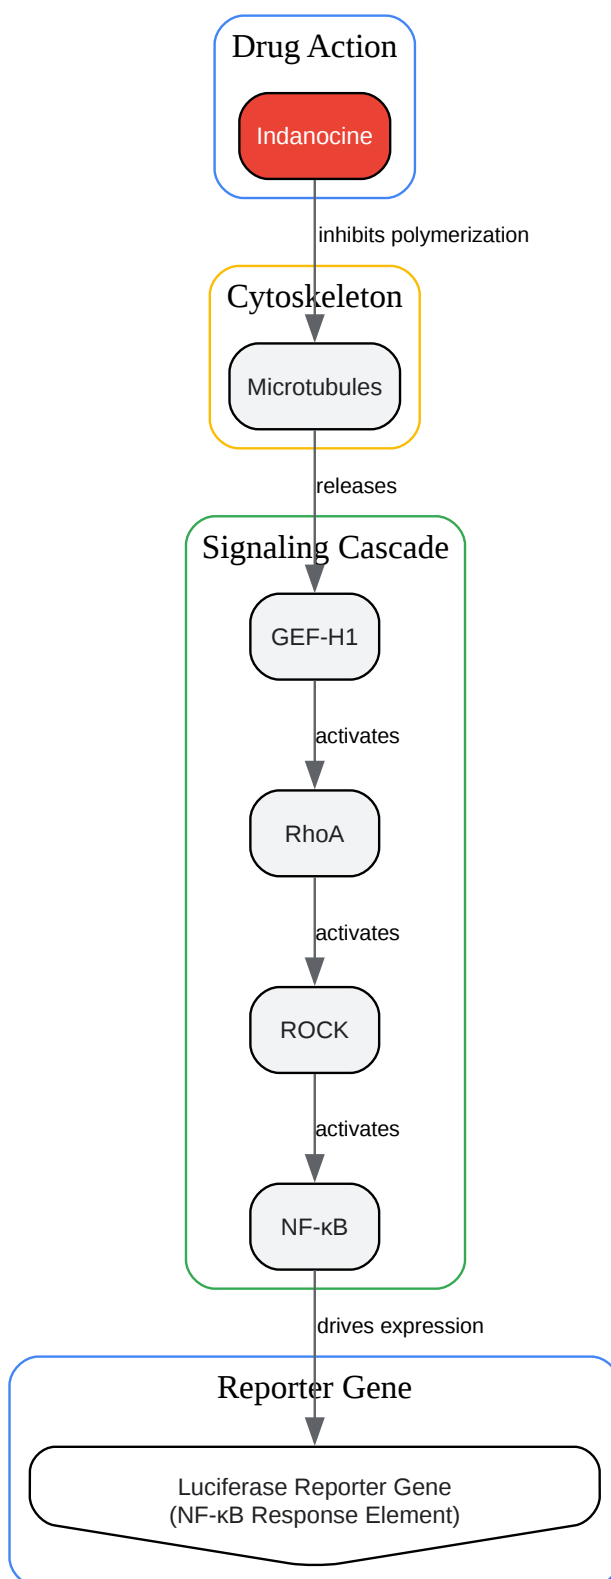 Drug Action
Indanocine
inhibits polymerization
Cytoskeleton
Microtubules
releases
Signaling Cascade
GEF-H1
activates
RhoA
activates
ROCK
activates
NF-κB
drives expression
Reporter Gene
Luciferase Reporter Gene
(NF-κB Response Element)